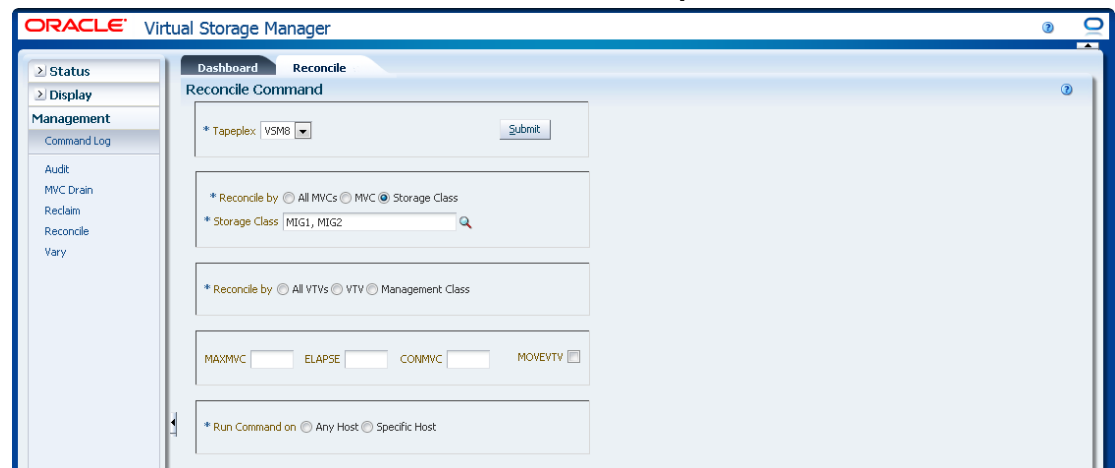 ORACLE Virtual Storage Manager
Status
Display
Management
Command Log
Audit
MVC Drain
Reclaim
Reconcile
Vary
Dashboard Reconcile
Reconcile Command
* Tapeplex VSM8 Submit
* Reconcile by All MVCs MVC Storage Class
* Storage Class MIG1, MIG2
* Reconcile by All VTVs VTV Management Class
MAXMVC ELAPSE CONMVC MOVEVTV
* Run Command on Any Host Specific Host